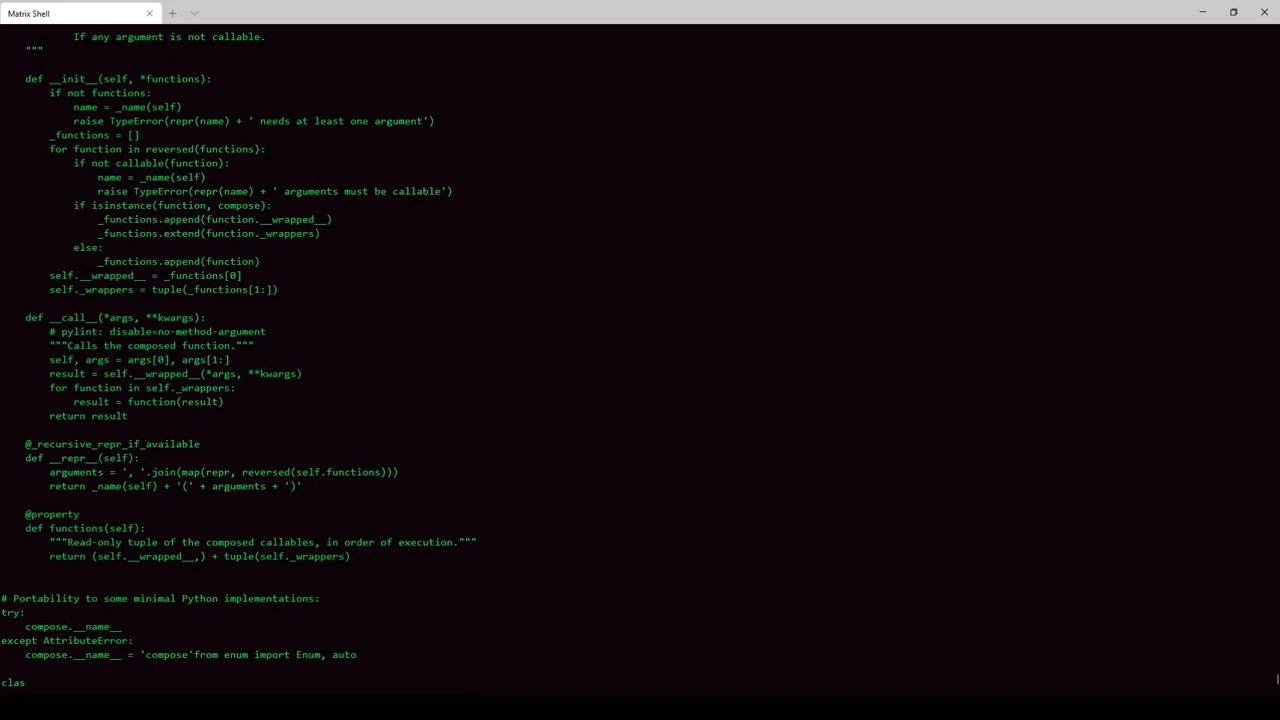 Matrix Shell
            If any argument is not callable.
    """
    def __init__(self, *functions):
        if not functions:
            name = _name(self)
            raise TypeError(repr(name) + ' needs at least one argument')
        _functions = []
        for function in reversed(functions):
            if not callable(function):
                name = _name(self)
                raise TypeError(repr(name) + ' arguments must be callable')
            if isinstance(function, compose):
                _functions.append(function.__wrapped__)
                _functions.extend(function._wrappers)
            else:
                _functions.append(function)
        self.__wrapped__ = _functions[0]
        self._wrappers = tuple(_functions[1:])
    def __call__(*args, **kwargs):
        # pylint: disable=no-method-argument
        """Calls the composed function."""
        self, args = args[0], args[1:]
        result = self.__wrapped__(*args, **kwargs)
        for function in self._wrappers:
            result = function(result)
        return result
    @_recursive_repr_if_available
    def __repr__(self):
        arguments = ', '.join(map(repr, reversed(self.functions)))
        return _name(self) + '(' + arguments + ')'
    @property
    def functions(self):
        """Read-only tuple of the composed callables, in order of execution."""
        return (self.__wrapped__,) + tuple(self._wrappers)
# Portability to some minimal Python implementations:
try:
    compose.__name__
except AttributeError:
    compose.__name__ = 'compose'from enum import Enum, auto
clas